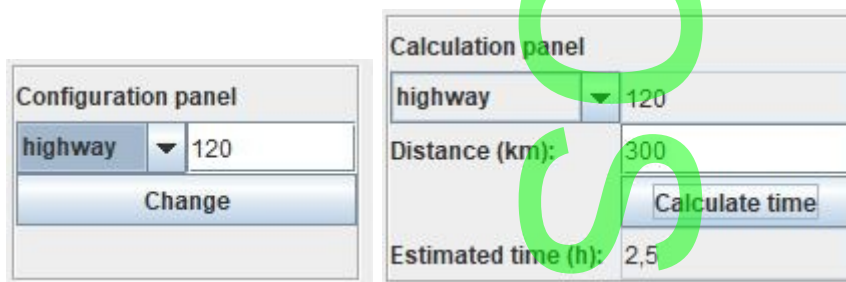 Configuration panel
highway 120
Change
Calculation panel
highway 120
Distance (km): 300
Calculate time
Estimated time (h): 2,5